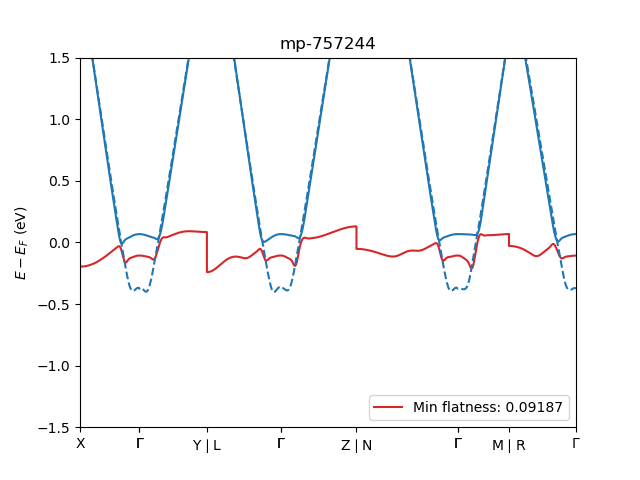 mp-757244
1.5
1.0
0.5
0.0
−0.5
−1.0
−1.5
E − E_F (eV)
Min flatness: 0.09187
X Γ Y | L Γ Z | N Γ M | R Γ